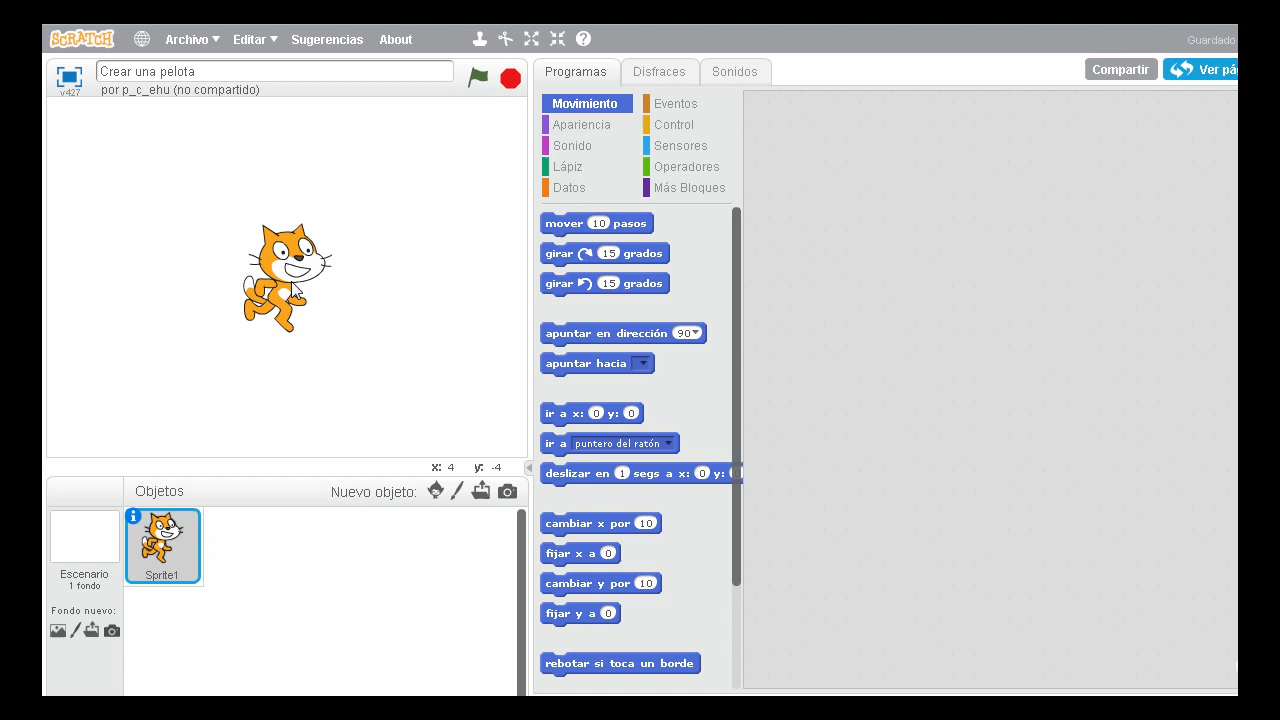 SCRATCH
Archivo
Editar
Sugerencias
About
Guardado
v427
Crear una pelota
por p_c_ehu (no compartido)
Programas
Disfraces
Sonidos
Compartir
Ver pá
Movimiento
Eventos
Apariencia
Control
Sonido
Sensores
Lápiz
Operadores
Datos
Más Bloques
mover 10 pasos
girar 15 grados
girar 15 grados
apuntar en dirección 90
apuntar hacia
ir a x: 0 y: 0
ir a puntero del ratón
deslizar en 1 segs a x: 0 y:
cambiar x por 10
fijar x a 0
cambiar y por 10
fijar y a 0
rebotar si toca un borde
x: 4 y: -4
Objetos
Nuevo objeto:
Sprite1
Escenario
1 fondo
Fondo nuevo: